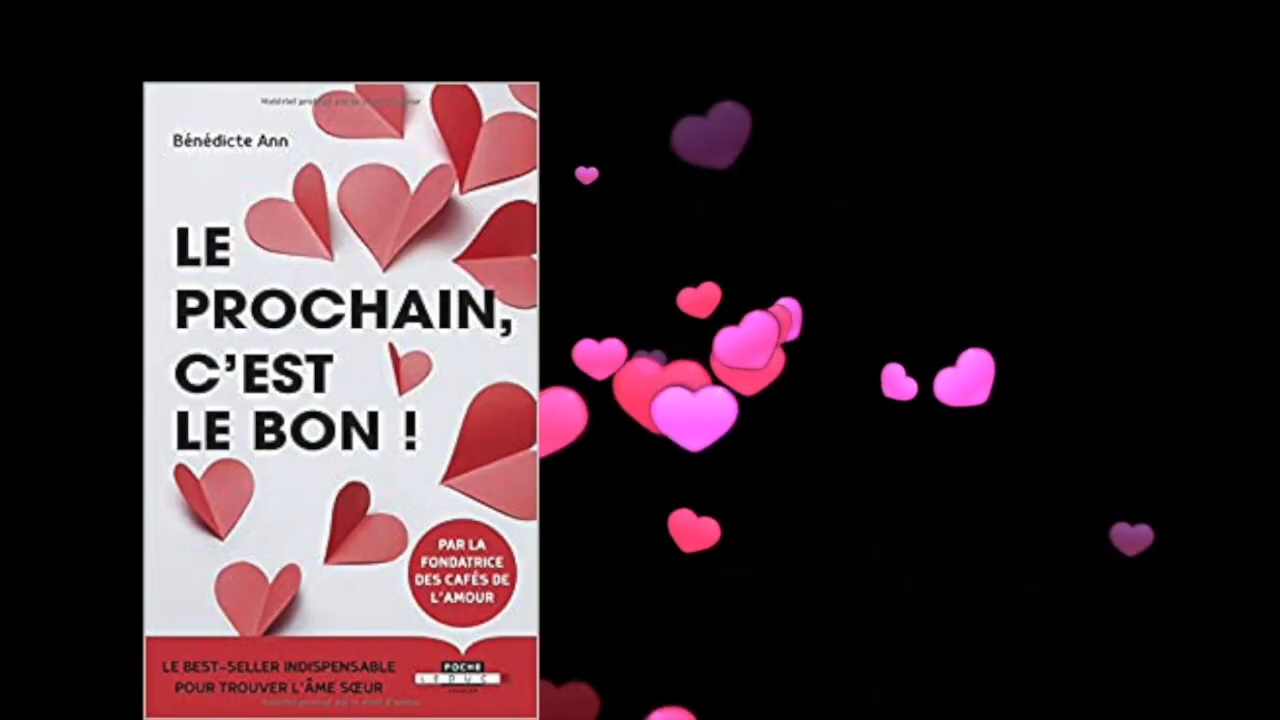 Bénédicte Ann
LE
PROCHAIN,
C'EST
LE BON !
PAR LA
FONDATRICE
DES CAFÉS DE
L'AMOUR
LE BEST-SELLER INDISPENSABLE
POUR TROUVER L'ÂME SŒUR
POCHE
LEDUC